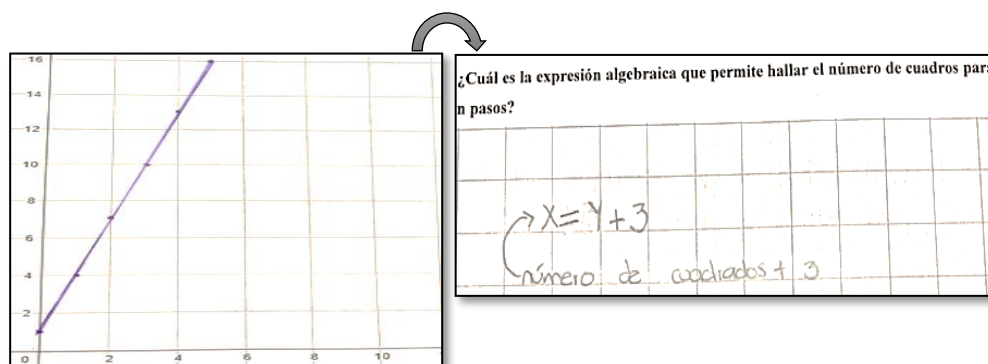 16
14
12
10
8
6
4
2
0 2 4 6 8 10
¿Cuál es la expresión algebraica que permite hallar el número de cuadros para
n pasos?
X=Y+3
número de cuadrados + 3